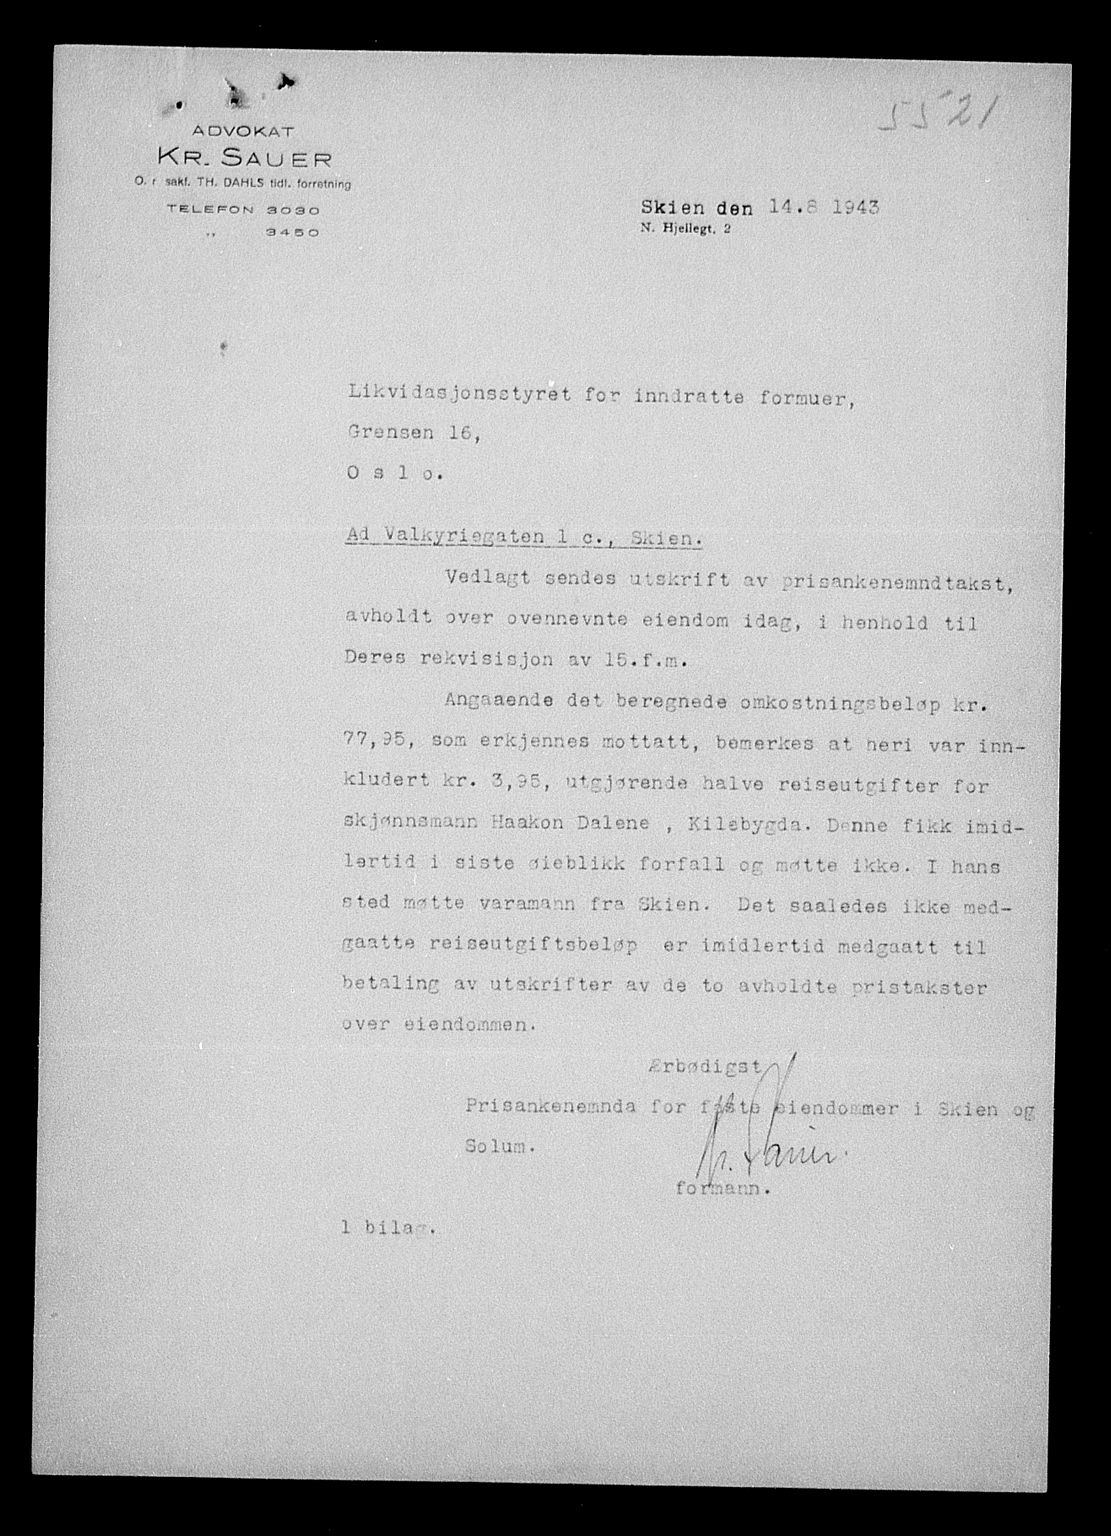 5521
ADVOKAT
KR. SAUER
O. r sakf. TH. DAHLS tidl. forretning
TELEFON 3030
„ 3450
Skien den 14.8 1943
N. Hjellegt. 2
Likvidasjonsstyret for inndratte formuer,
Grensen 16,
O s l o.
Ad Valkyriegaten 1 c., Skien.
Vedlagt sendes utskrift av prisankenemndtakst,
avholdt over ovennevnte eiendom idag, i henhold til
Deres rekvisisjon av 15.f.m.
Angaaende det beregnede omkostningsbeløp kr.
77,95, som erkjennes mottatt, bemerkes at heri var inn-
kludert kr. 3,95, utgjørende halve reiseutgifter for
skjønnsmann Haakon Dalene , Kilebygda. Denne fikk imid-
lertid i siste øieblikk forfall og møtte ikke. I hans
sted møtte varamann fra Skien. Det saaledes ikke med-
gaatte reiseutgiftsbeløp er imidlertid medgaatt til
betaling av utskrifter av de to avholdte pristakster
over eiendommen.
Ærbødigst
Prisankenemnda for faste eiendommer i Skien og
Solum.
Kr. Sauer.
formann.
1 bilag.